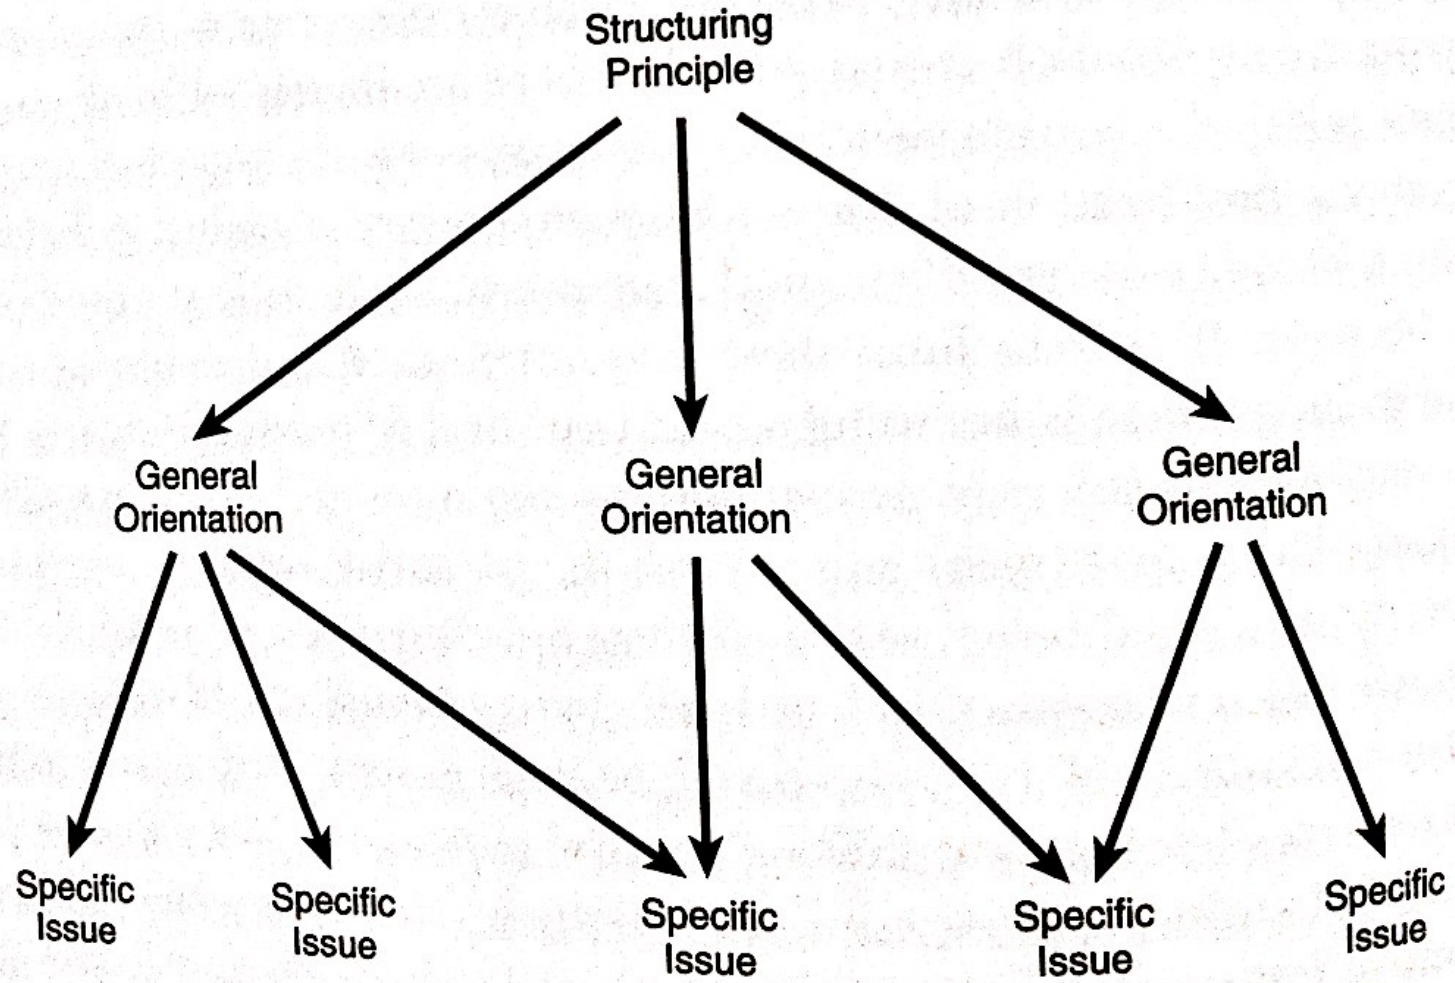 Structuring
Principle
General
Orientation
General
Orientation
General
Orientation
Specific
Issue
Specific
Issue
Specific
Issue
Specific
Issue
Specific
Issue